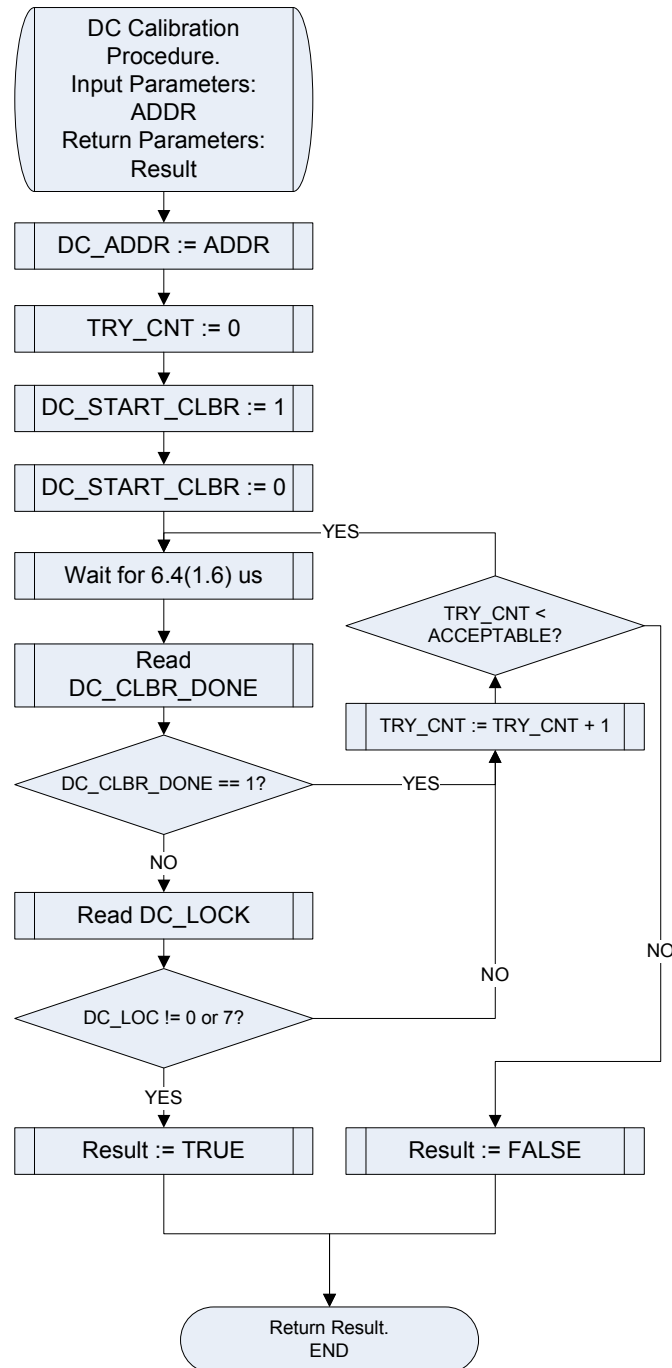 DC Calibration
Procedure.
Input Parameters:
ADDR
Return Parameters:
Result
DC_ADDR := ADDR
TRY_CNT := 0
DC_START_CLBR := 1
DC_START_CLBR := 0
YES
Wait for 6.4(1.6) us
TRY_CNT <
ACCEPTABLE?
Read
DC_CLBR_DONE
TRY_CNT := TRY_CNT + 1
DC_CLBR_DONE == 1?
YES
NO
Read DC_LOCK
NO
NO
DC_LOC != 0 or 7?
YES
Result := TRUE
Result := FALSE
Return Result.
END